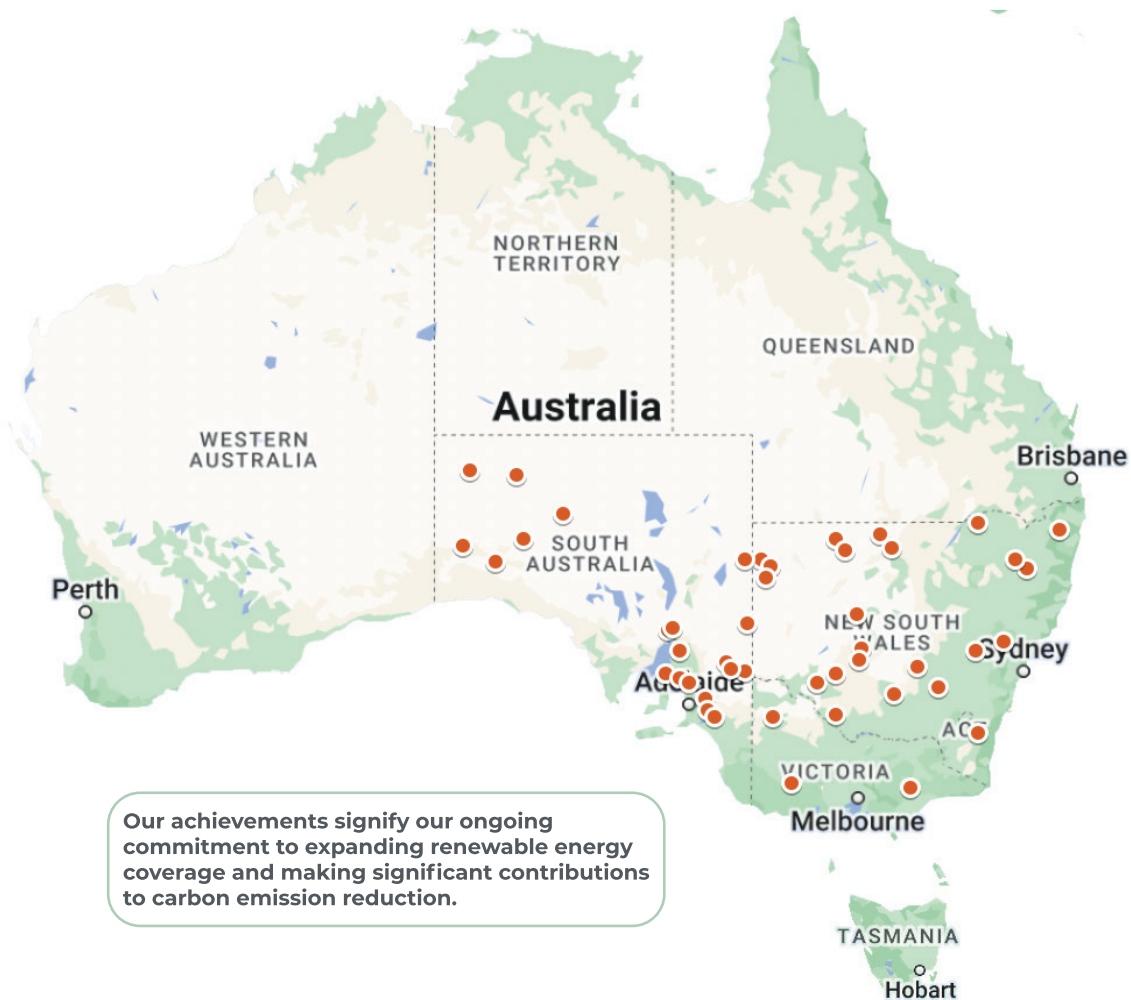 NORTHERN
TERRITORY
QUEENSLAND
Australia
WESTERN
AUSTRALIA
Brisbane
SOUTH
AUSTRALIA
Perth
NEW SOUTH
WALES
Sydney
Adelaide
ACT
VICTORIA
Melbourne
Our achievements signify our ongoing
commitment to expanding renewable energy
coverage and making significant contributions
to carbon emission reduction.
TASMANIA
Hobart